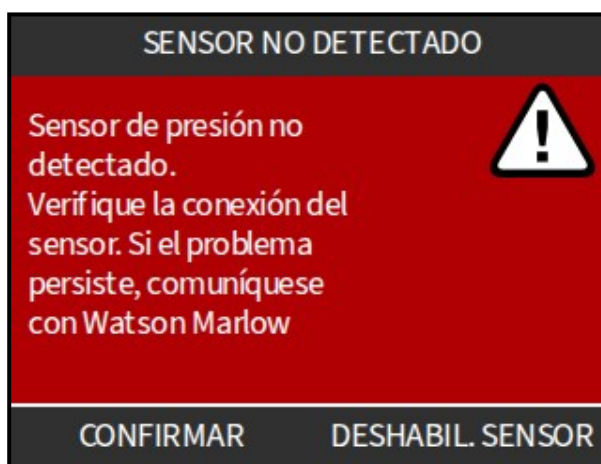 SENSOR NO DETECTADO
Sensor de presión no
detectado.
Verifique la conexión del
sensor. Si el problema
persiste, comuníquese
con Watson Marlow
CONFIRMAR DESHABIL. SENSOR